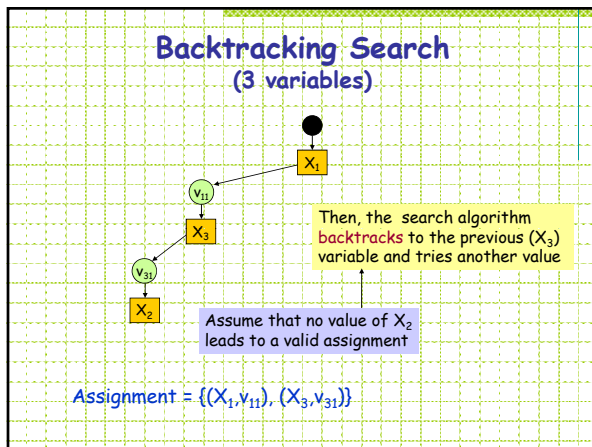 Backtracking Search
(3 variables)
X₁
v₁₁
X₃
Then, the search algorithm
backtracks to the previous (X₃)
variable and tries another value
v₃₁
X₂
Assume that no value of X₂
leads to a valid assignment
Assignment = {(X₁,v₁₁), (X₃,v₃₁)}